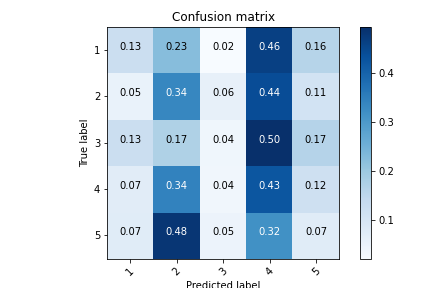 Confusion matrix
True label
1 0.13 0.23 0.02 0.46 0.16
2 0.05 0.34 0.06 0.44 0.11
3 0.13 0.17 0.04 0.50 0.17
4 0.07 0.34 0.04 0.43 0.12
5 0.07 0.48 0.05 0.32 0.07
1 2 3 4 5
Predicted label
0.4
0.3
0.2
0.1